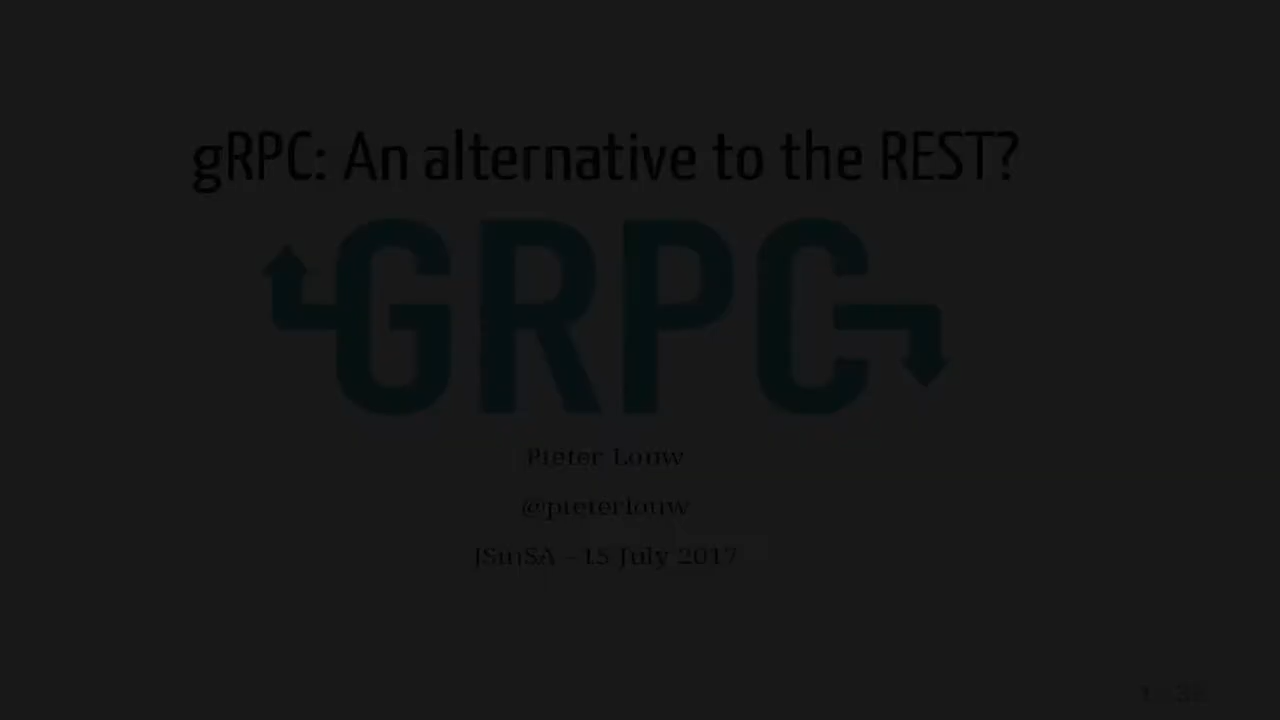 gRPC: An alternative to the REST?
GRPC
Pieter Louw
@pieterlouw
JSinSA - 15 July 2017